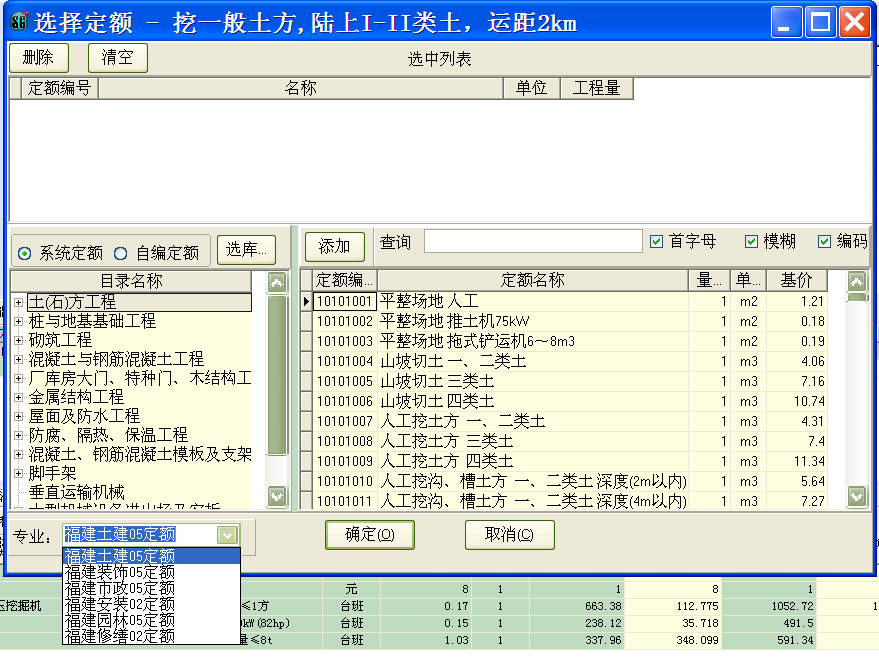 选择定额 - 挖一般土方,陆上I-II类土, 运距2km
删除 清空 选中列表
定额编号 名称 单位 工程量
系统定额 自编定额 选库... 添加 查询 首字母 模糊 编码
目录名称
土(石)方工程
桩与地基基础工程
砌筑工程
混凝土与钢筋混凝土工程
厂库房大门、特种门、木结构工
金属结构工程
屋面及防水工程
防腐、隔热、保温工程
混凝土、钢筋混凝土模板及支架
脚手架
垂直运输机械
定额编... 定额名称 量... 单... 基价
10101001 平整场地 人工 1 m2 1.21
10101002 平整场地 推土机75kW 1 m2 0.18
10101003 平整场地 拖式铲运机6～8m3 1 m2 0.19
10101004 山坡切土 一、二类土 1 m3 4.06
10101005 山坡切土 三类土 1 m3 7.16
10101006 山坡切土 四类土 1 m3 10.74
10101007 人工挖土方 一、二类土 1 m3 4.31
10101008 人工挖土方 三类土 1 m3 7.4
10101009 人工挖土方 四类土 1 m3 11.34
10101010 人工挖沟、槽土方 一、二类土 深度(2m以内) 1 m3 5.64
10101011 人工挖沟、槽土方 一、二类土 深度(4m以内) 1 m3 7.27
专业: 福建土建05定额 确定(O) 取消(C)
福建土建05定额
福建装饰05定额
福建市政05定额
福建安装02定额
福建园林05定额
福建修缮02定额
元 8 1 1 8 1
压挖掘机 ≤1方 台班 0.17 1 663.38 112.775 1052.72 1
kW(82hp) 台班 0.15 1 238.12 35.718 491.5
量≤8t 台班 1.03 1 337.96 348.099 591.34